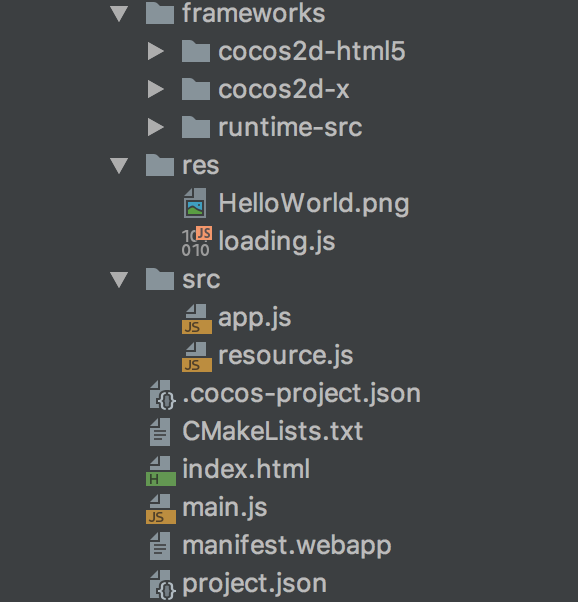 frameworks
cocos2d-html5
cocos2d-x
runtime-src
res
HelloWorld.png
loading.js
src
app.js
resource.js
.cocos-project.json
CMakeLists.txt
index.html
main.js
manifest.webapp
project.json